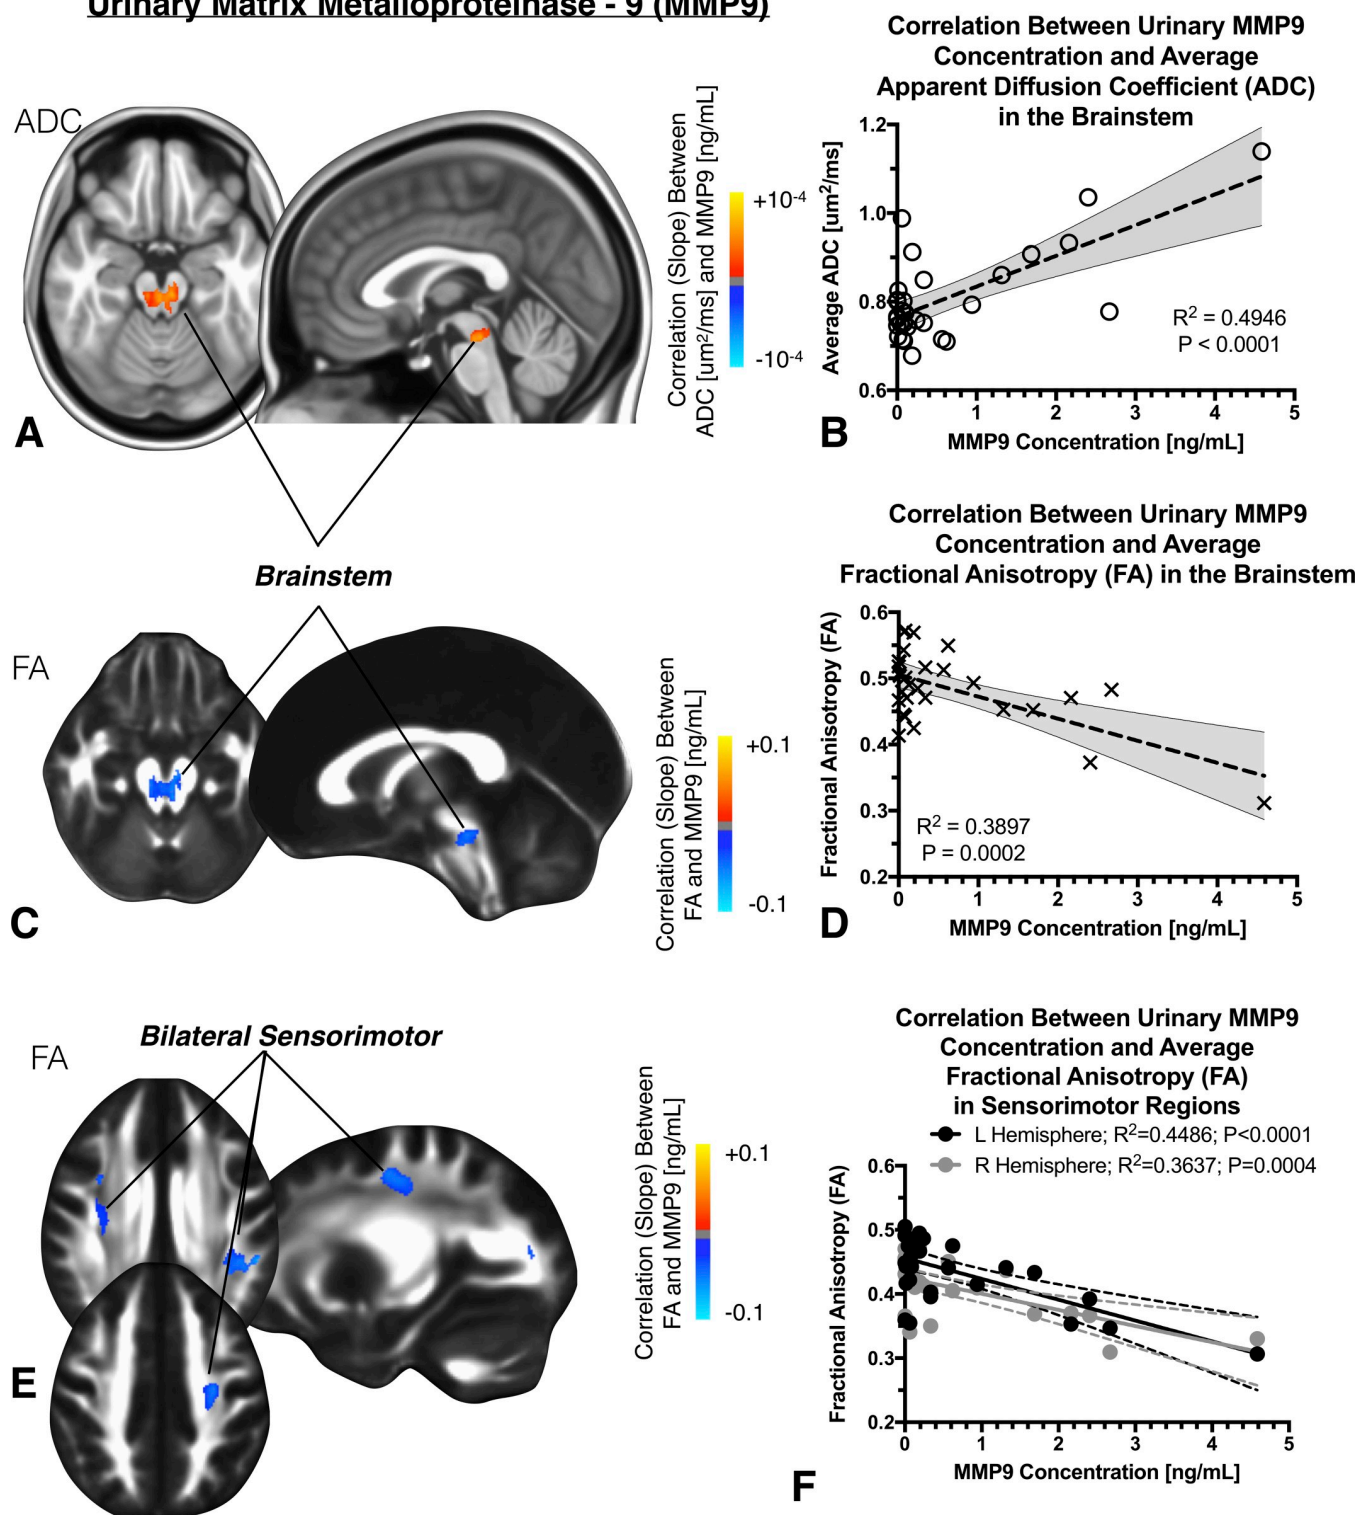 Urinary Matrix Metalloproteinase - 9 (MMP9)
ADC
Correlation (Slope) Between
ADC [um2/ms] and MMP9 [ng/mL]
+10-4
-10-4
A
Correlation Between Urinary MMP9
Concentration and Average
Apparent Diffusion Coefficient (ADC)
in the Brainstem
Average ADC [um2/ms]
1.2
1.0
0.8
0.6
R2 = 0.4946
P < 0.0001
0 1 2 3 4 5
MMP9 Concentration [ng/mL]
B
Brainstem
FA
Correlation (Slope) Between
FA and MMP9 [ng/mL]
+0.1
-0.1
C
Correlation Between Urinary MMP9
Concentration and Average
Fractional Anisotropy (FA) in the Brainstem
Fractional Anisotropy (FA)
0.6
0.5
0.4
0.3
0.2
R2 = 0.3897
P = 0.0002
0 1 2 3 4 5
MMP9 Concentration [ng/mL]
D
Bilateral Sensorimotor
FA
Correlation (Slope) Between
FA and MMP9 [ng/mL]
+0.1
-0.1
E
Correlation Between Urinary MMP9
Concentration and Average
Fractional Anisotropy (FA)
in Sensorimotor Regions
L Hemisphere; R2=0.4486; P<0.0001
R Hemisphere; R2=0.3637; P=0.0004
Fractional Anisotropy (FA)
0.6
0.5
0.4
0.3
0.2
0 1 2 3 4 5
MMP9 Concentration [ng/mL]
F